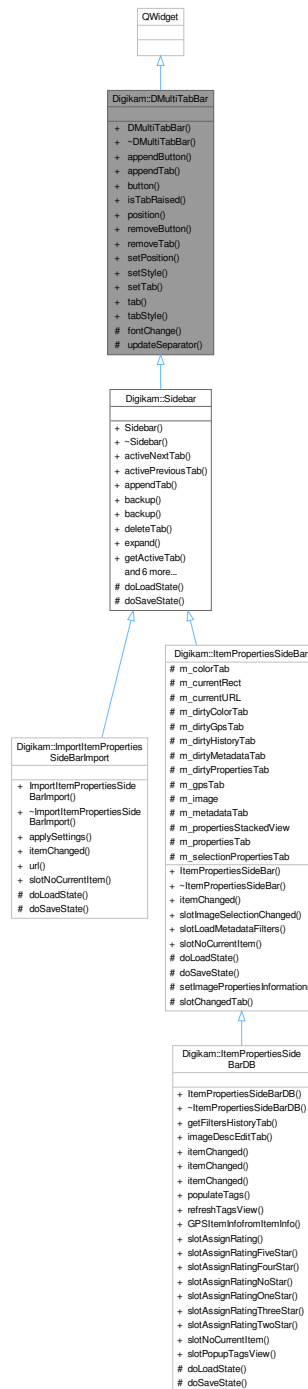 QWidget
Digikam::DMultiTabBar
+ DMultiTabBar()
+ ~DMultiTabBar()
+ appendButton()
+ appendTab()
+ button()
+ isTabRaised()
+ position()
+ removeButton()
+ removeTab()
+ setPosition()
+ setStyle()
+ setTab()
+ tab()
+ tabStyle()
# fontChange()
# updateSeparator()
Digikam::Sidebar
+ Sidebar()
+ ~Sidebar()
+ activeNextTab()
+ activePreviousTab()
+ appendTab()
+ backup()
+ backup()
+ deleteTab()
+ expand()
+ getActiveTab()
and 6 more...
# doLoadState()
# doSaveState()
Digikam::ImportItemProperties
SideBarImport
+ ImportItemPropertiesSide
BarImport()
+ ~ImportItemPropertiesSide
BarImport()
+ applySettings()
+ itemChanged()
+ url()
+ slotNoCurrentItem()
# doLoadState()
# doSaveState()
Digikam::ItemPropertiesSideBar
# m_colorTab
# m_currentRect
# m_currentURL
# m_dirtyColorTab
# m_dirtyGpsTab
# m_dirtyHistoryTab
# m_dirtyMetadataTab
# m_dirtyPropertiesTab
# m_gpsTab
# m_image
# m_metadataTab
# m_propertiesStackedView
# m_propertiesTab
# m_selectionPropertiesTab
+ ItemPropertiesSideBar()
+ ~ItemPropertiesSideBar()
+ itemChanged()
+ slotImageSelectionChanged()
+ slotLoadMetadataFilters()
+ slotNoCurrentItem()
# doLoadState()
# doSaveState()
# setImagePropertiesInformation(
# slotChangedTab()
Digikam::ItemPropertiesSide
BarDB
+ ItemPropertiesSideBarDB()
+ ~ItemPropertiesSideBarDB()
+ getFiltersHistoryTab()
+ imageDescEditTab()
+ itemChanged()
+ itemChanged()
+ itemChanged()
+ populateTags()
+ refreshTagsView()
+ GPSItemInfofromItemInfo()
+ slotAssignRating()
+ slotAssignRatingFiveStar()
+ slotAssignRatingFourStar()
+ slotAssignRatingNoStar()
+ slotAssignRatingOneStar()
+ slotAssignRatingThreeStar()
+ slotAssignRatingTwoStar()
+ slotNoCurrentItem()
+ slotPopupTagsView()
# doLoadState()
# doSaveState()